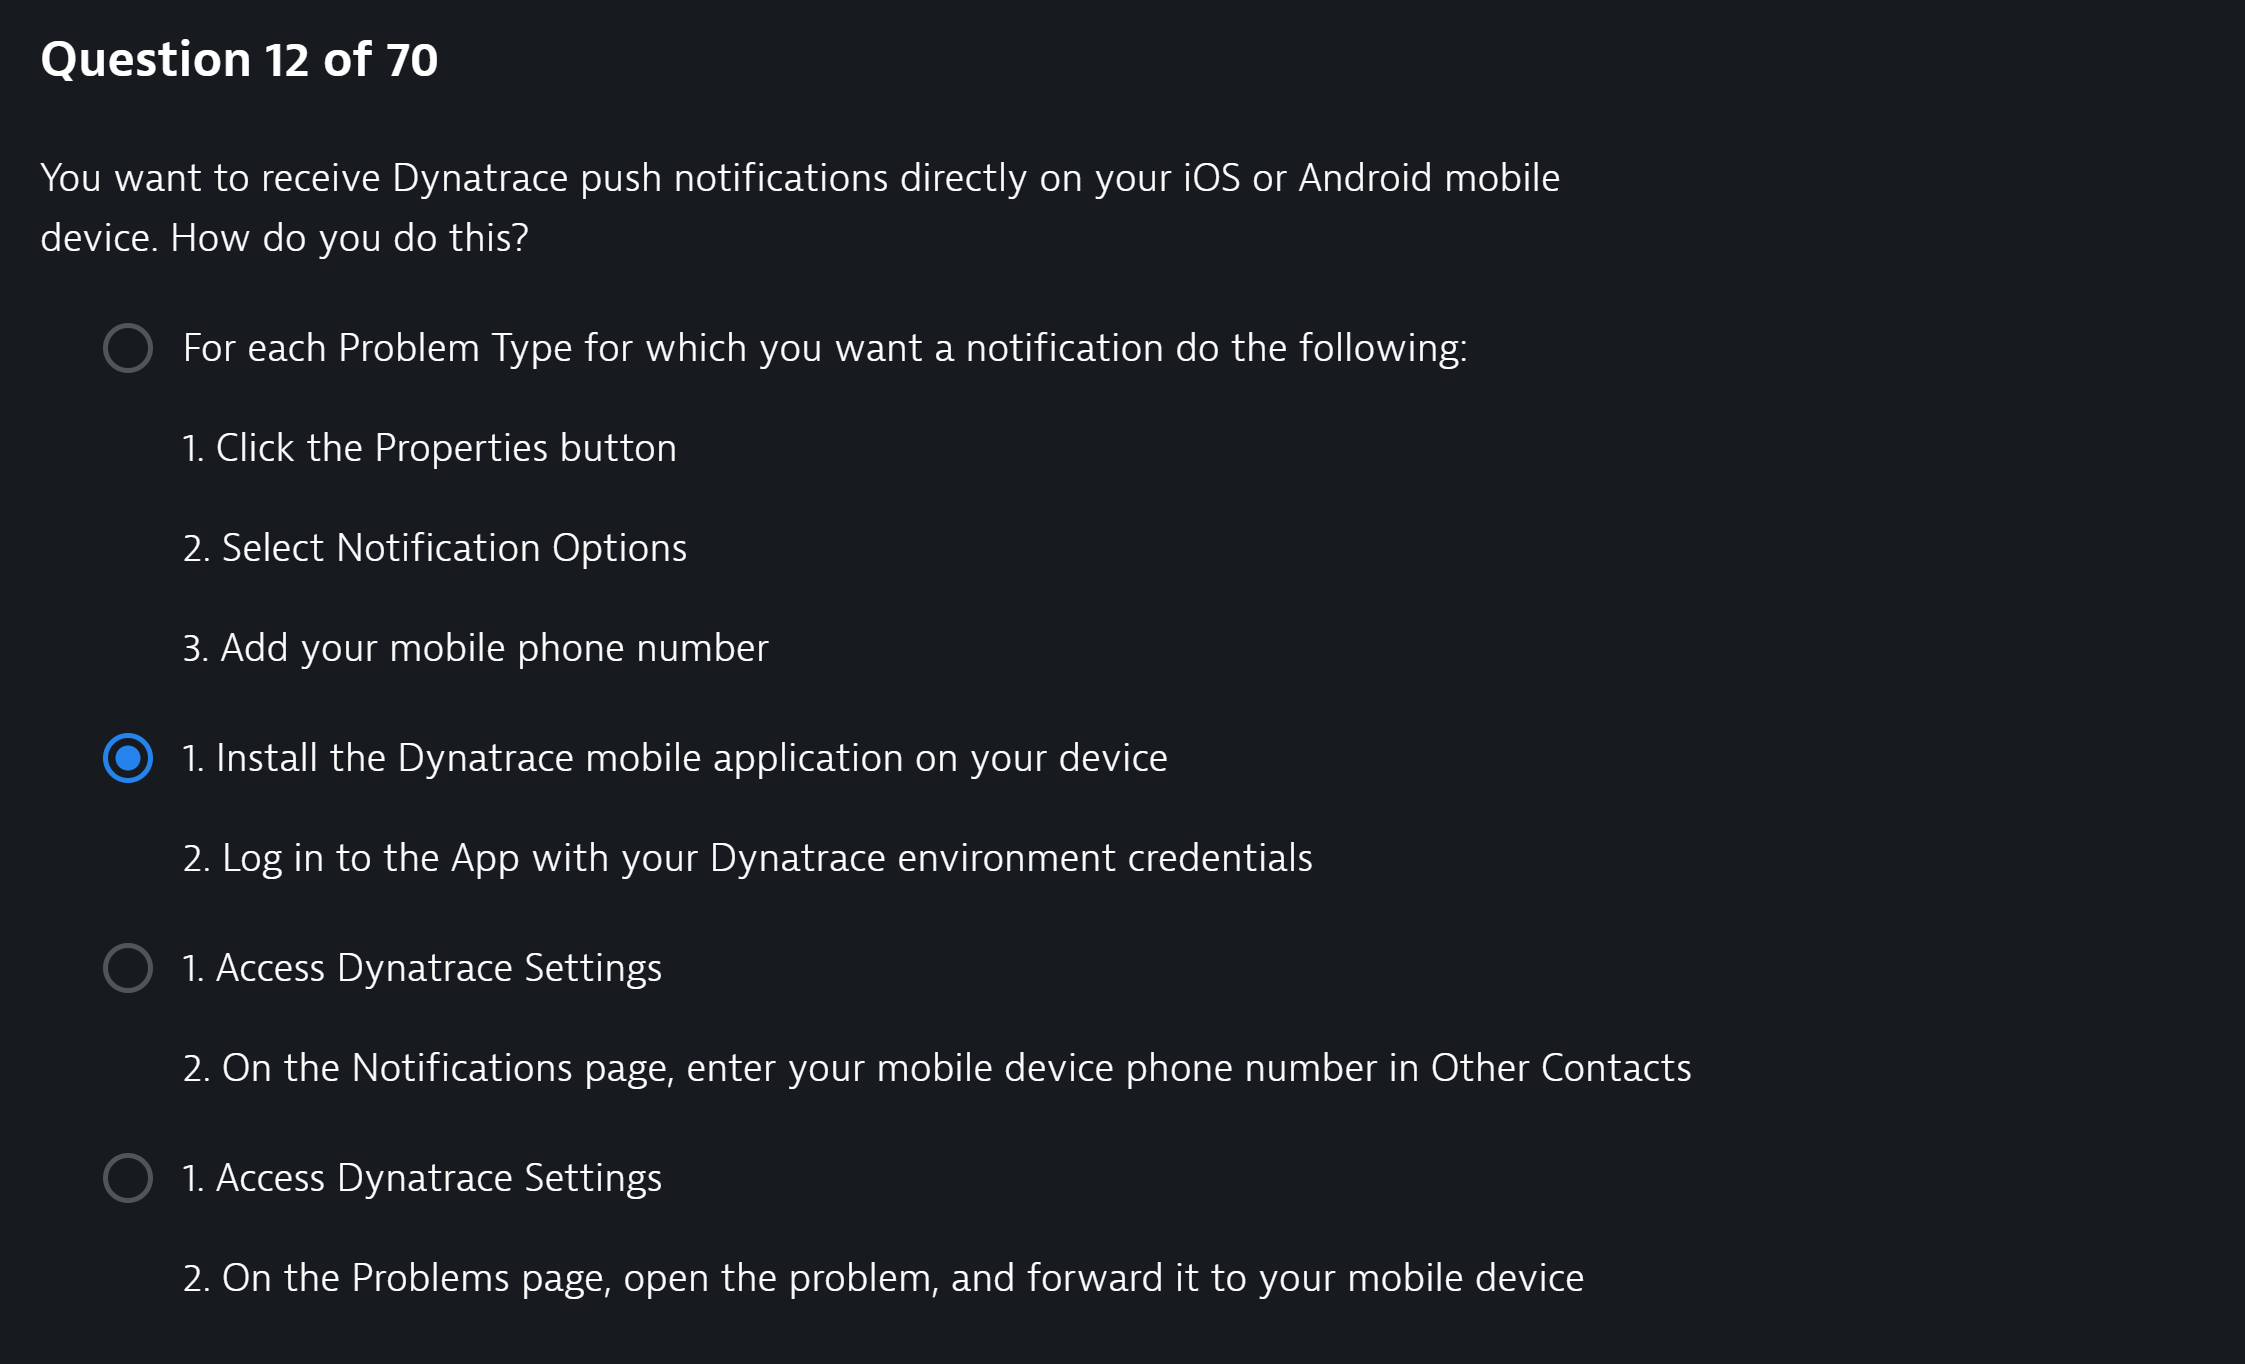 Question 12 of 70
You want to receive Dynatrace push notifications directly on your iOS or Android mobile
device. How do you do this?
For each Problem Type for which you want a notification do the following:
1. Click the Properties button
2. Select Notification Options
3. Add your mobile phone number
1. Install the Dynatrace mobile application on your device
2. Log in to the App with your Dynatrace environment credentials
1. Access Dynatrace Settings
2. On the Notifications page, enter your mobile device phone number in Other Contacts
1. Access Dynatrace Settings
2. On the Problems page, open the problem, and forward it to your mobile device